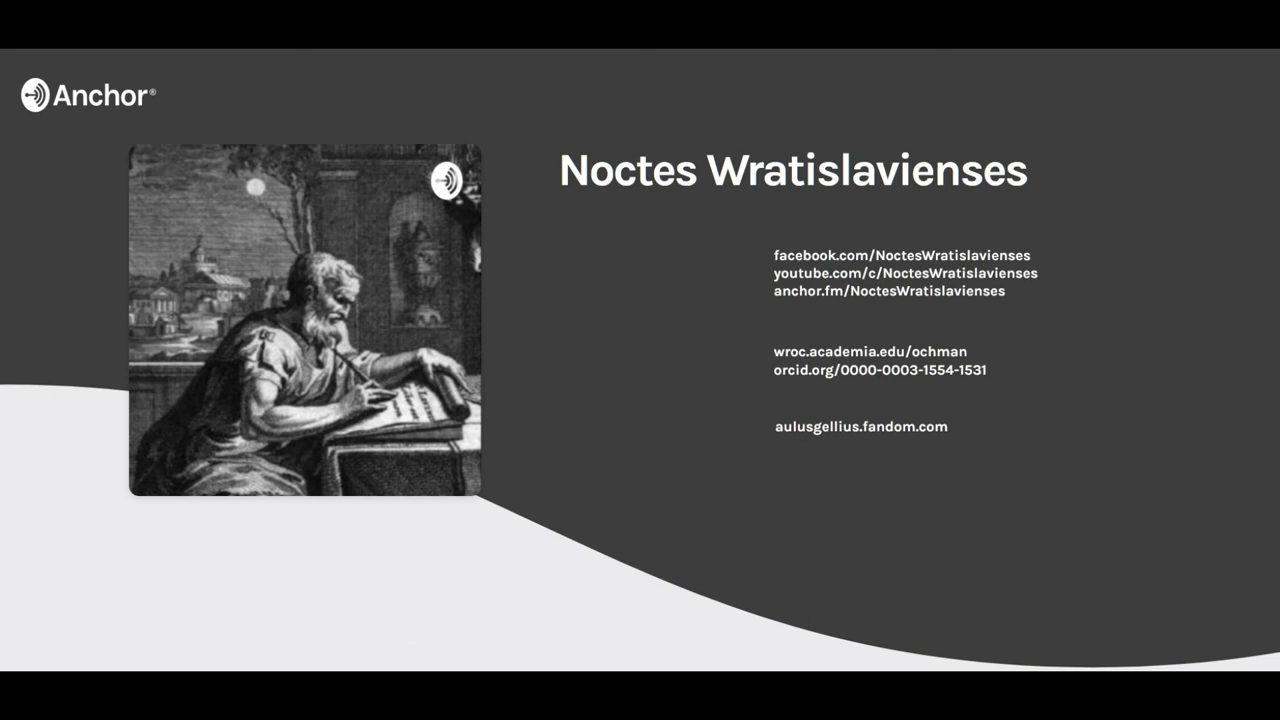 Anchor®
Noctes Wratislavienses
facebook.com/NoctesWratislavienses
youtube.com/c/NoctesWratislavienses
anchor.fm/NoctesWratislavienses
wroc.academia.edu/ochman
orcid.org/0000-0003-1554-1531
aulusgellius.fandom.com